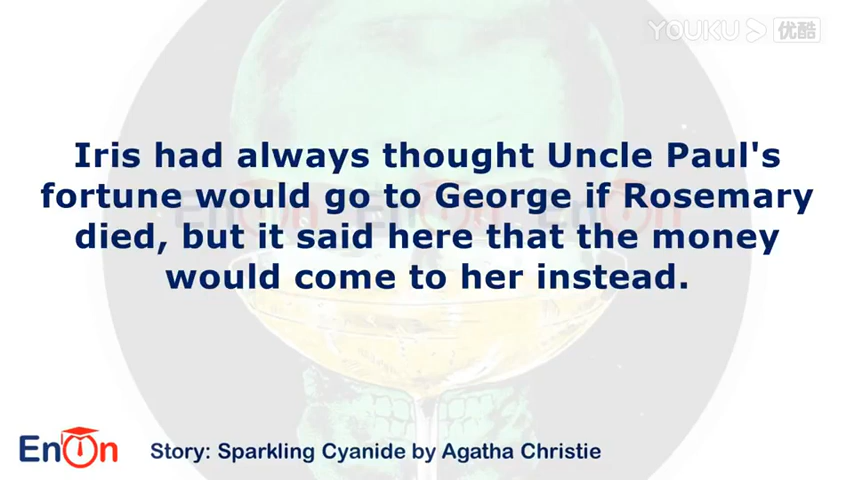 YOUKU 优酷
Iris had always thought Uncle Paul's
fortune would go to George if Rosemary
died, but it said here that the money
would come to her instead.
EnOn
Story: Sparkling Cyanide by Agatha Christie